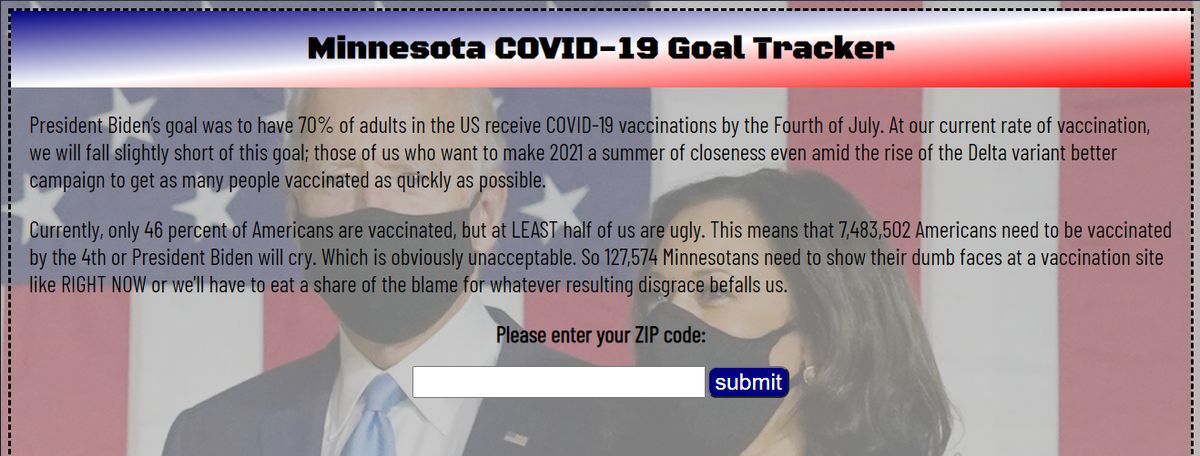 Minnesota COVID-19 Goal Tracker
President Biden's goal was to have 70% of adults in the US receive COVID-19 vaccinations by the Fourth of July. At our current rate of vaccination,
we will fall slightly short of this goal; those of us who want to make 2021 a summer of closeness even amid the rise of the Delta variant better
campaign to get as many people vaccinated as quickly as possible.
Currently, only 46 percent of Americans are vaccinated, but at LEAST half of us are ugly. This means that 7,483,502 Americans need to be vaccinated
by the 4th or President Biden will cry. Which is obviously unacceptable. So 127,574 Minnesotans need to show their dumb faces at a vaccination site
like RIGHT NOW or we'll have to eat a share of the blame for whatever resulting disgrace befalls us.
Please enter your ZIP code:
submit